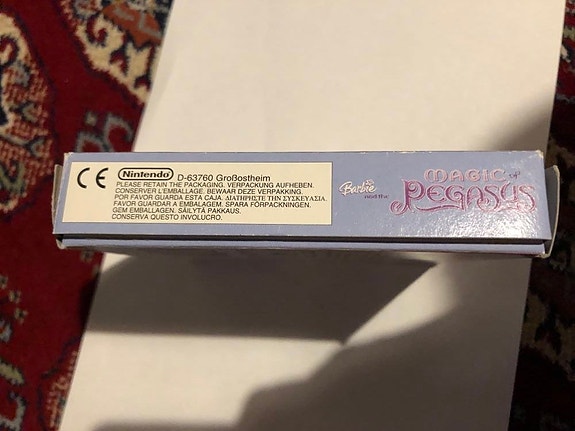 CE Nintendo D-63760 Großostheim
PLEASE RETAIN THE PACKAGING. VERPACKUNG AUFHEBEN.
CONSERVER L'EMBALLAGE. BEWAAR DEZE VERPAKKING.
POR FAVOR GUARDA ESTA CAJA. ΔΙΑΤΗΡΗΣΤΕ ΤΗΝ ΣΥΣΚΕΥΑΣΙΑ.
FAVOR GUARDAR A EMBALAGEM. SPARA FÖRPACKNINGEN.
GEM EMBALLAGEN. SÄILYTÄ PAKKAUS.
CONSERVA QUESTO INVOLUCRO.
Barbie and the
MAGIC of
PEGASUS